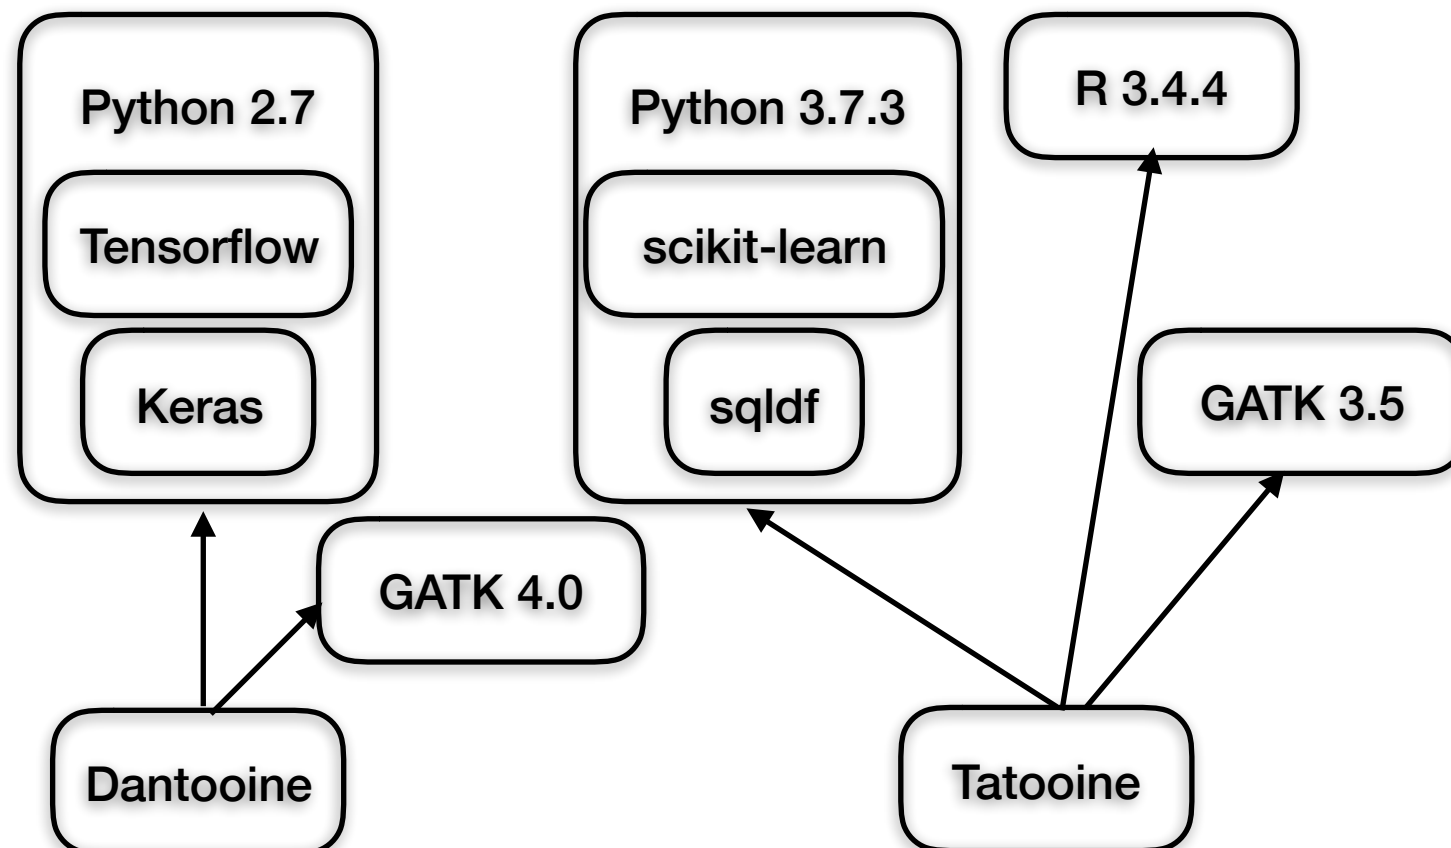 Python 2.7
Tensorflow
Keras
Python 3.7.3
scikit-learn
sqldf
R 3.4.4
GATK 3.5
GATK 4.0
Dantooine
Tatooine